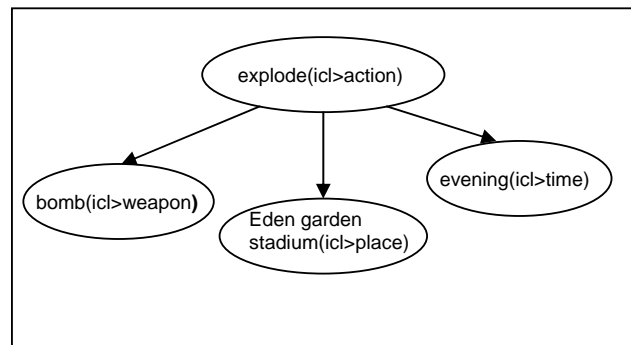 explode(icl>action)
bomb(icl>weapon)
Eden garden
stadium(icl>place)
evening(icl>time)